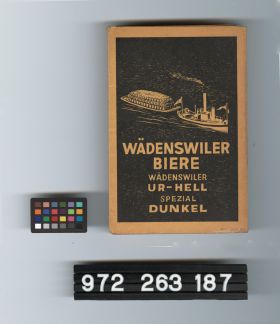 WÄDENSWILER
BIERE
WÄDENSWILER
UR-HELL
SPEZIAL
DUNKEL
972 263 187